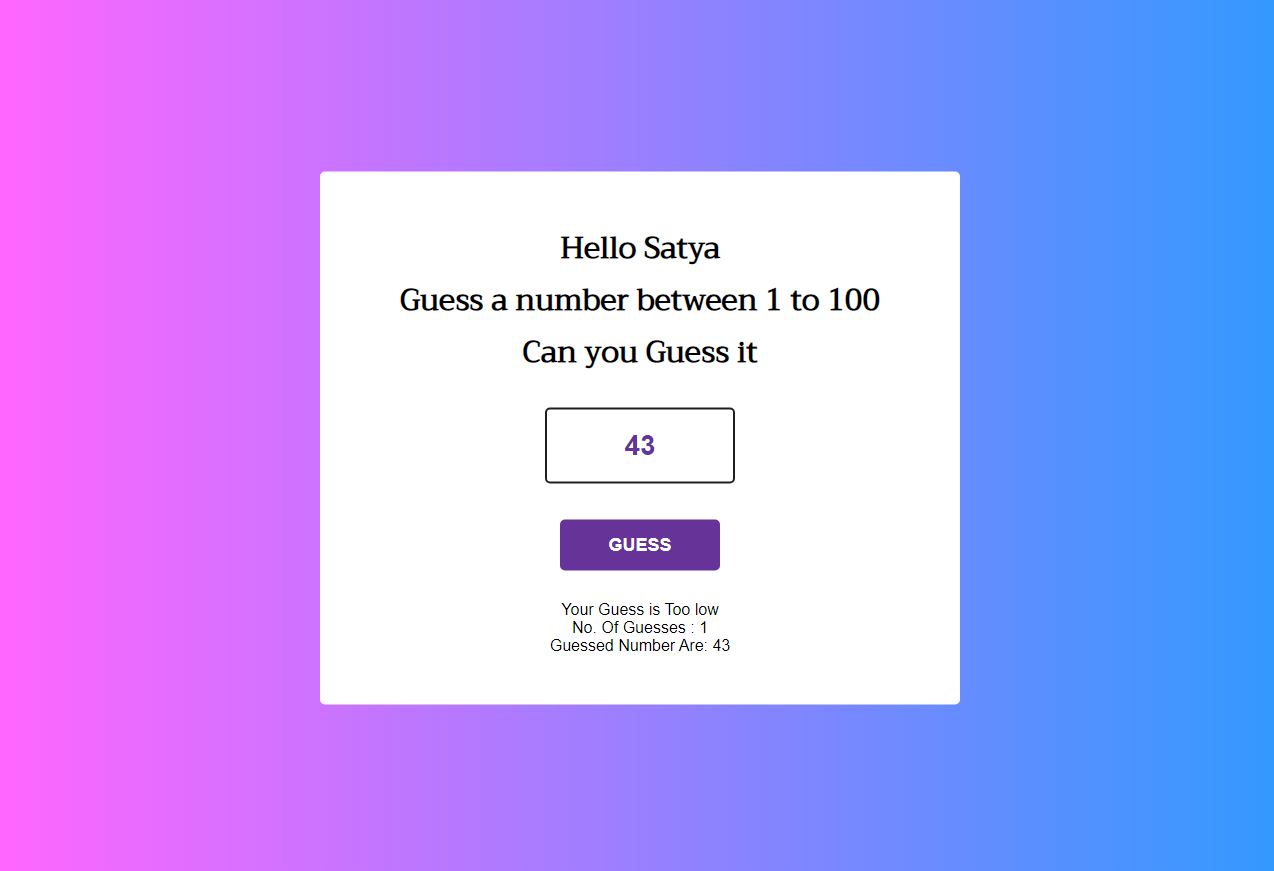 Hello Satya
Guess a number between 1 to 100
Can you Guess it
43
GUESS
Your Guess is Too low
No. Of Guesses : 1
Guessed Number Are: 43